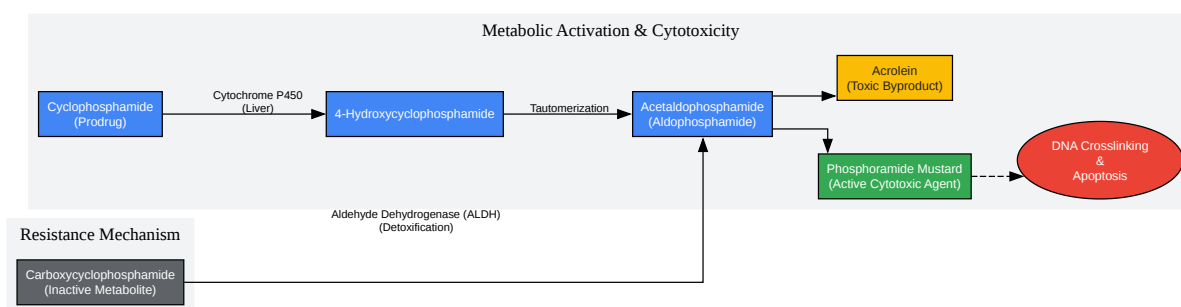 Metabolic Activation & Cytotoxicity
Cyclophosphamide
(Prodrug)
Cytochrome P450
(Liver)
4-Hydroxycyclophosphamide
Tautomerization
Acetaldophosphamide
(Aldophosphamide)
Acrolein
(Toxic Byproduct)
Phosphoramide Mustard
(Active Cytotoxic Agent)
DNA Crosslinking
&
Apoptosis
Aldehyde Dehydrogenase (ALDH)
(Detoxification)
Resistance Mechanism
Carboxycyclophosphamide
(Inactive Metabolite)